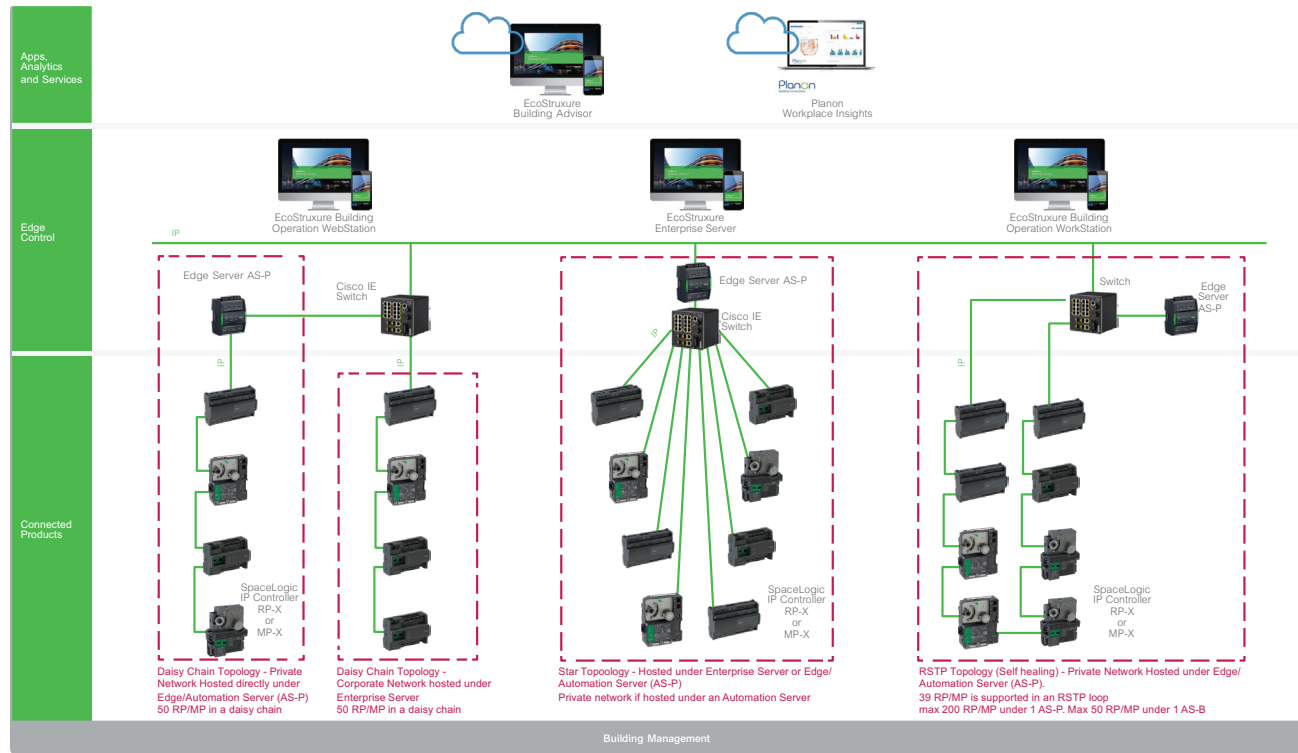 Apps,
Analytics
and Services
Planon
EcoStruxure
Building Advisor
Planon
Workplace Insights
Edge
Control
EcoStruxure Building
Operation WebStation
EcoStruxure
Enterprise Server
EcoStruxure Building
Operation WorkStation
IP
Edge Server AS-P
Cisco IE
Switch
Edge Server AS-P
Cisco IE
Switch
Switch
Edge
Server
AS-P
IP
IP
IP
IP
Connected
Products
SpaceLogic
IP Controller
RP-X
or
MP-X
SpaceLogic
IP Controller
RP-X
or
MP-X
SpaceLogic
IP Controller
RP-X
or
MP-X
Daisy Chain Topology - Private
Network Hosted directly under
Edge/Automation Server (AS-P)
50 RP/MP in a daisy chain
Daisy Chain Topology -
Corporate Network hosted under
Enterprise Server
50 RP/MP in a daisy chain
Star Topoology - Hosted under Enterprise Server or Edge/
Automation Server (AS-P)
Private network if hosted under an Automation Server
RSTP Topology (Self healing) - Private Network Hosted under Edge/
Automation Server (AS-P).
39 RP/MP is supported in an RSTP loop
max 200 RP/MP under 1 AS-P. Max 50 RP/MP under 1 AS-B
Building Management